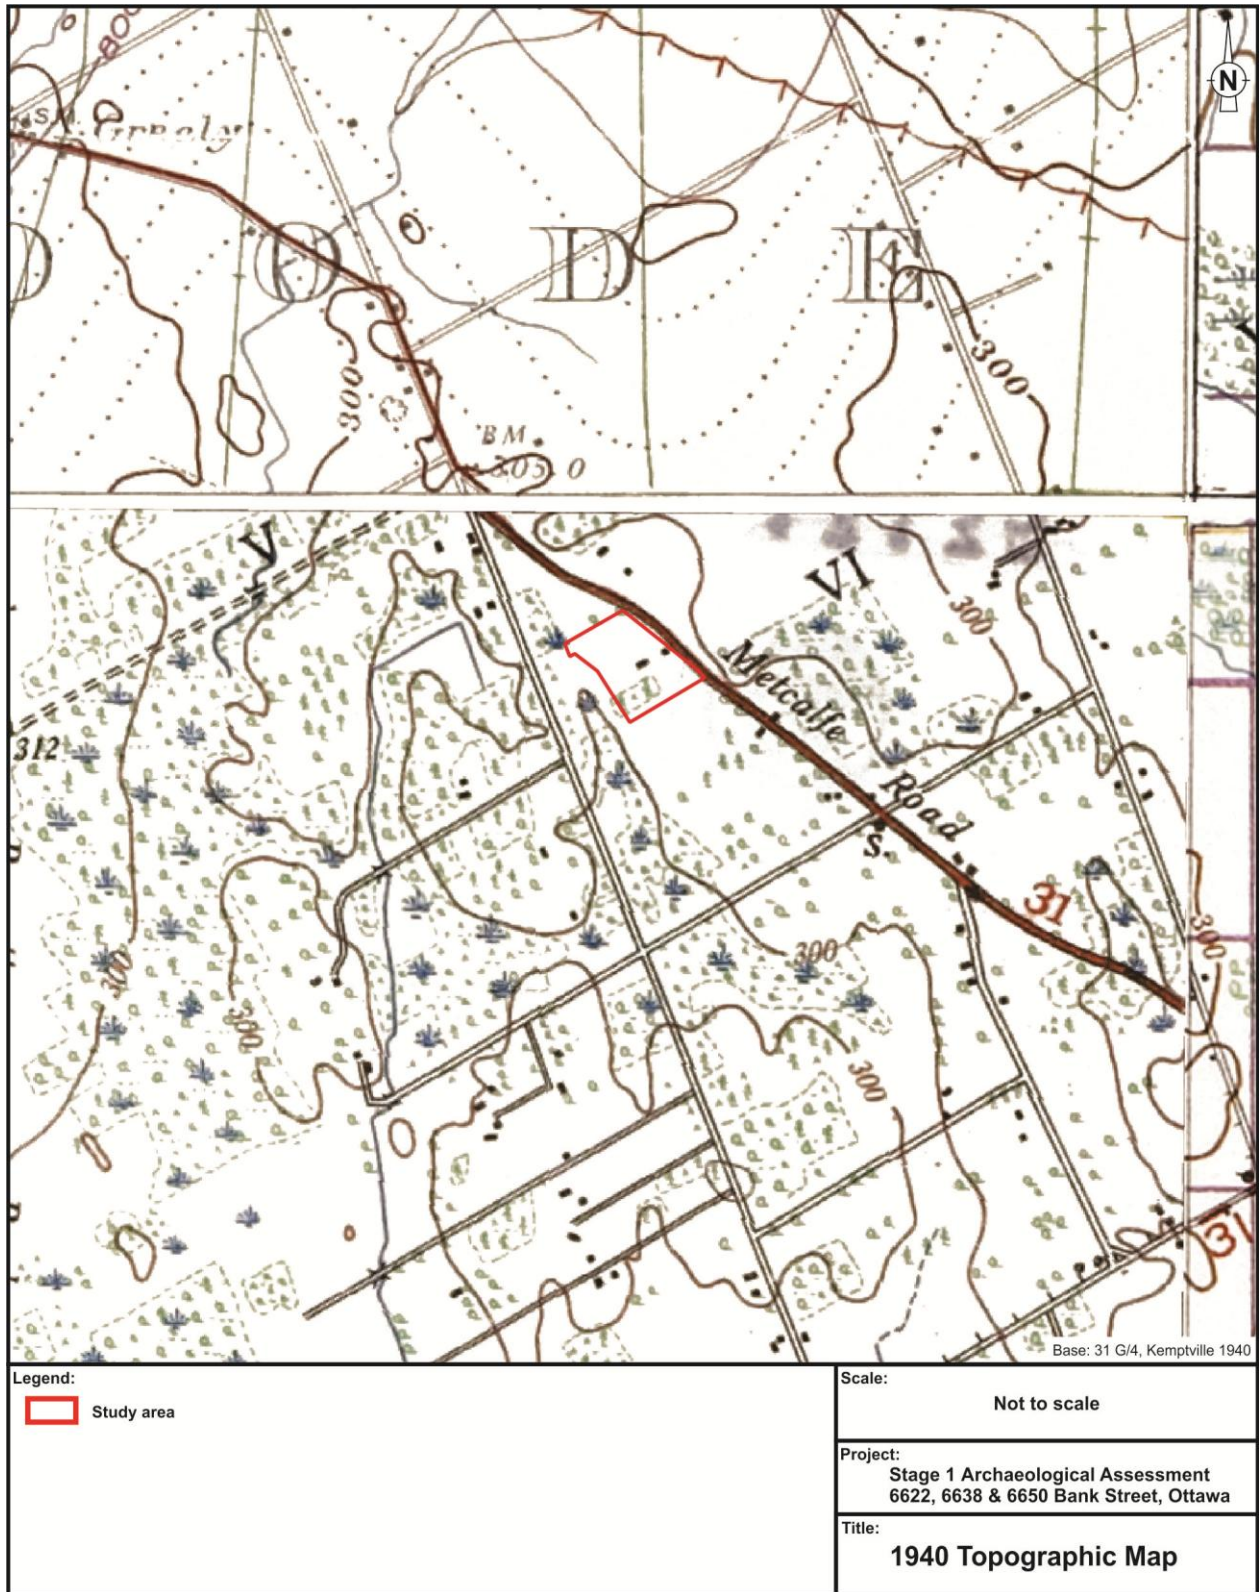 800
N
S.M.
Greely
O
O
D
E
300
300
B M
305.0
V
VI
300
Metcalfe
312
Road
S.
31
300
300
300
300
300
31
Base: 31 G/4, Kemptville 1940
Legend:
Study area
Scale:
Not to scale
Project:
Stage 1 Archaeological Assessment
6622, 6638 & 6650 Bank Street, Ottawa
Title:
1940 Topographic Map